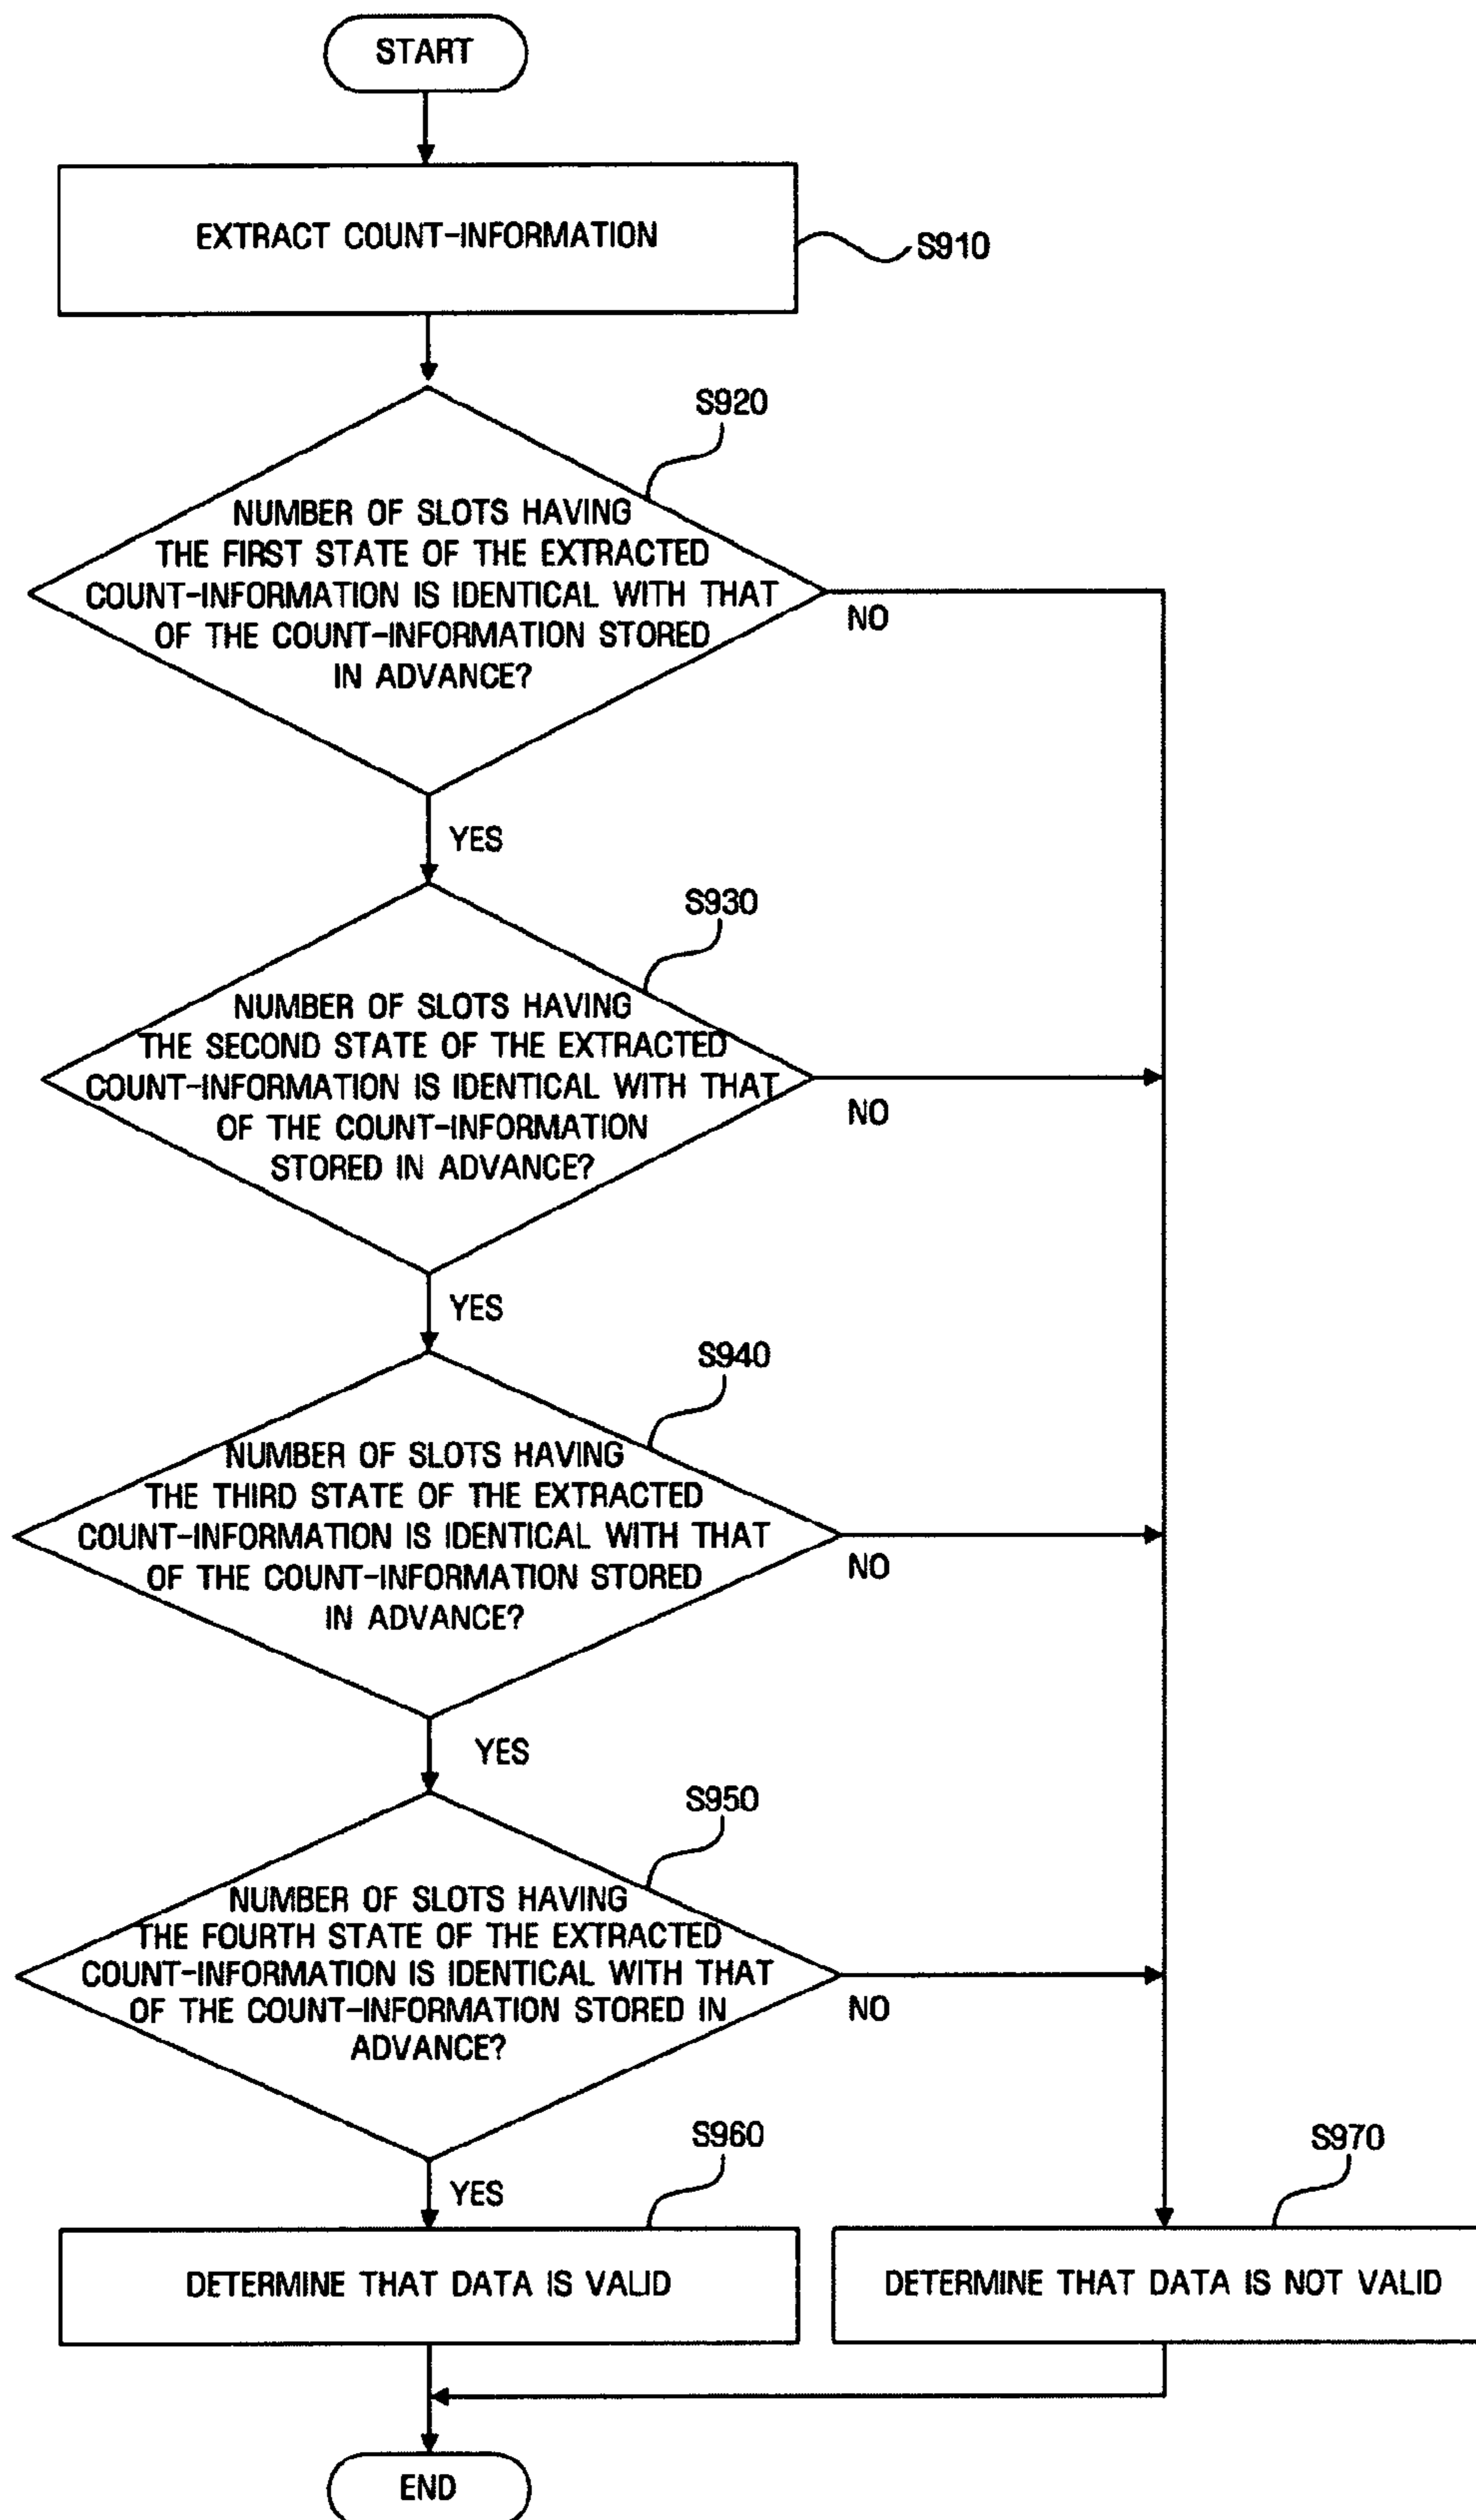 START
EXTRACT COUNT-INFORMATION
S910
S920
NUMBER OF SLOTS HAVING
THE FIRST STATE OF THE EXTRACTED
COUNT-INFORMATION IS IDENTICAL WITH THAT
OF THE COUNT-INFORMATION STORED
IN ADVANCE?
NO
YES
S930
NUMBER OF SLOTS HAVING
THE SECOND STATE OF THE EXTRACTED
COUNT-INFORMATION IS IDENTICAL WITH THAT
OF THE COUNT-INFORMATION
STORED IN ADVANCE?
NO
YES
S940
NUMBER OF SLOTS HAVING
THE THIRD STATE OF THE EXTRACTED
COUNT-INFORMATION IS IDENTICAL WITH THAT
OF THE COUNT-INFORMATION STORED
IN ADVANCE?
NO
YES
S950
NUMBER OF SLOTS HAVING
THE FOURTH STATE OF THE EXTRACTED
COUNT-INFORMATION IS IDENTICAL WITH THAT
OF THE COUNT-INFORMATION STORED IN
ADVANCE?
NO
YES
S960
S970
DETERMINE THAT DATA IS VALID
DETERMINE THAT DATA IS NOT VALID
END